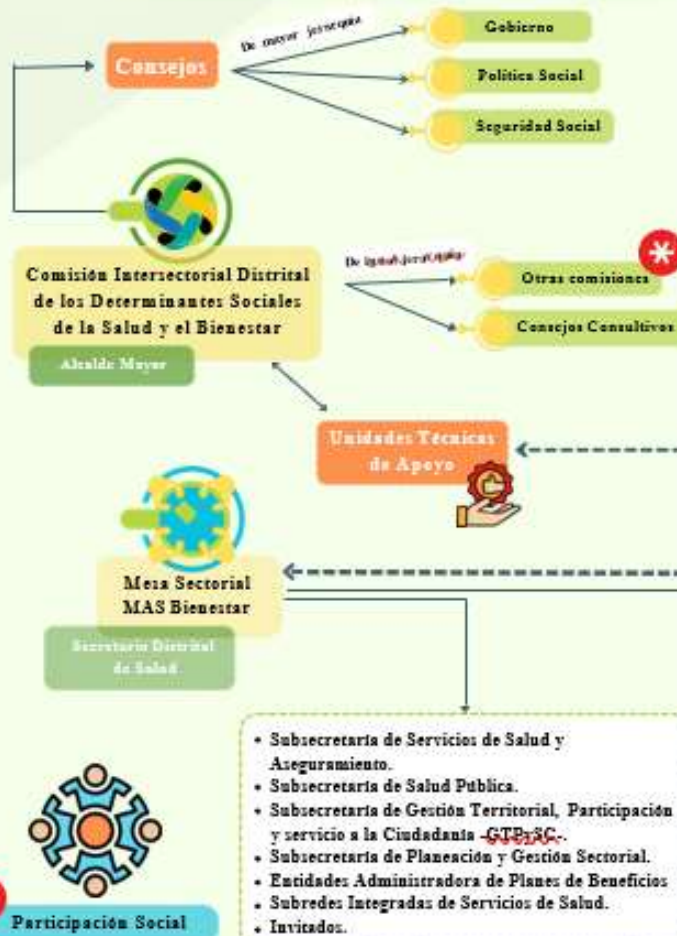 De mayor jerarquía
Consejos
Gobierno
Política Social
Seguridad Social
Comisión Intersectorial Distrital
de los Determinantes Sociales
de la Salud y el Bienestar
Alcalde Mayor
De igual jerarquía
Otras comisiones
*
Consejos Consultivos
Unidades Técnicas
de Apoyo
Mesa Sectorial
MAS Bienestar
Secretario Distrital
de Salud
• Subsecretaría de Servicios de Salud y
Aseguramiento.
• Subsecretaría de Salud Pública.
• Subsecretaría de Gestión Territorial, Participación
y servicio a la Ciudadanía -GTPySC-.
• Subsecretaría de Planeación y Gestión Sectorial.
• Entidades Administradora de Planes de Beneficios
• Subredes Integradas de Servicios de Salud.
• Invitados.
Participación Social